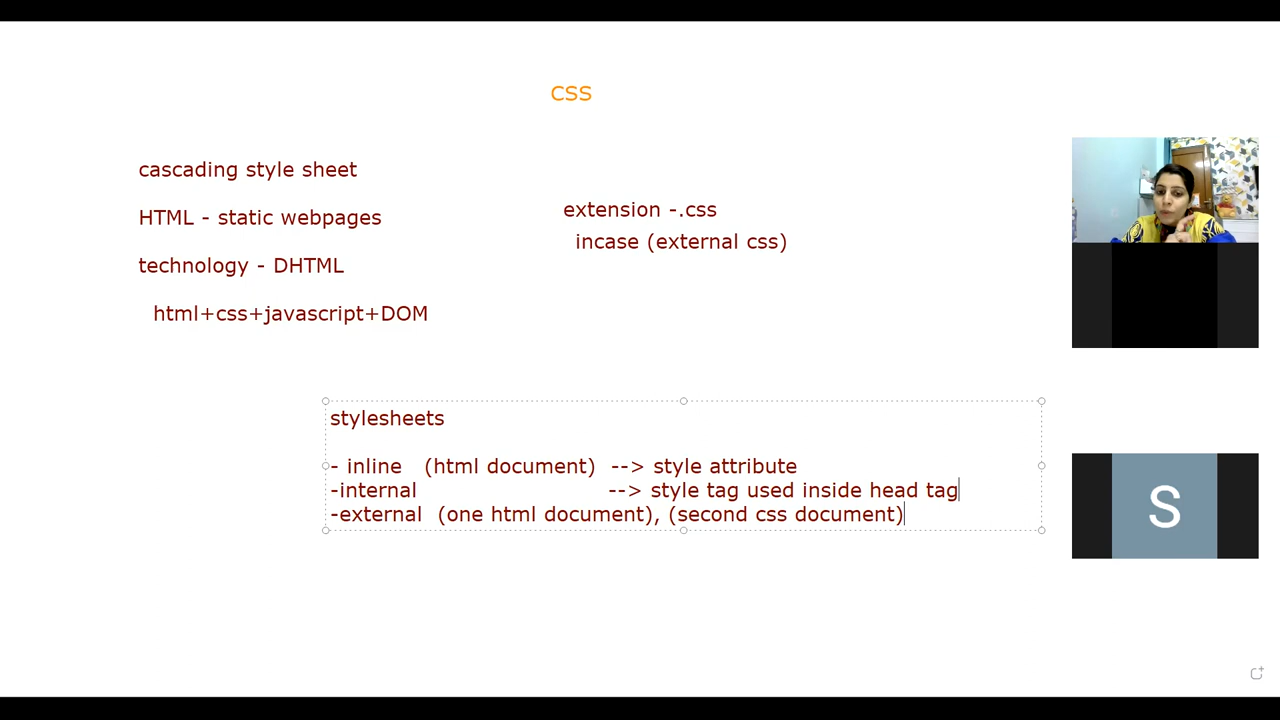 CSS
cascading style sheet
HTML - static webpages
technology - DHTML
html+css+javascript+DOM
extension -.css
incase (external css)
stylesheets
- inline (html document) --> style attribute
-internal --> style tag used inside head tag
-external (one html document), (second css document)
S